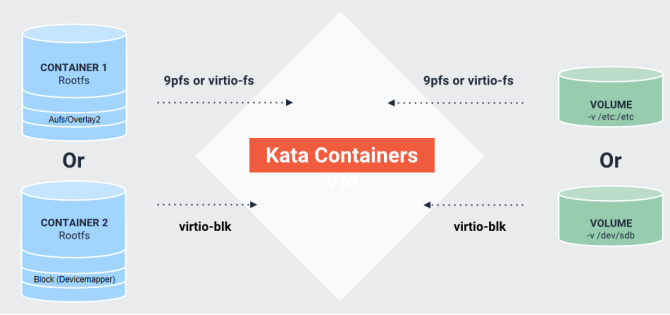 CONTAINER 1
Rootfs
Aufs/Overlay2
Or
CONTAINER 2
Rootfs
Block (Devicemapper)
9pfs or virtio-fs
virtio-blk
Kata Containers
VM
9pfs or virtio-fs
virtio-blk
VOLUME
-v /etc:/etc
Or
VOLUME
-v /dev/sdb